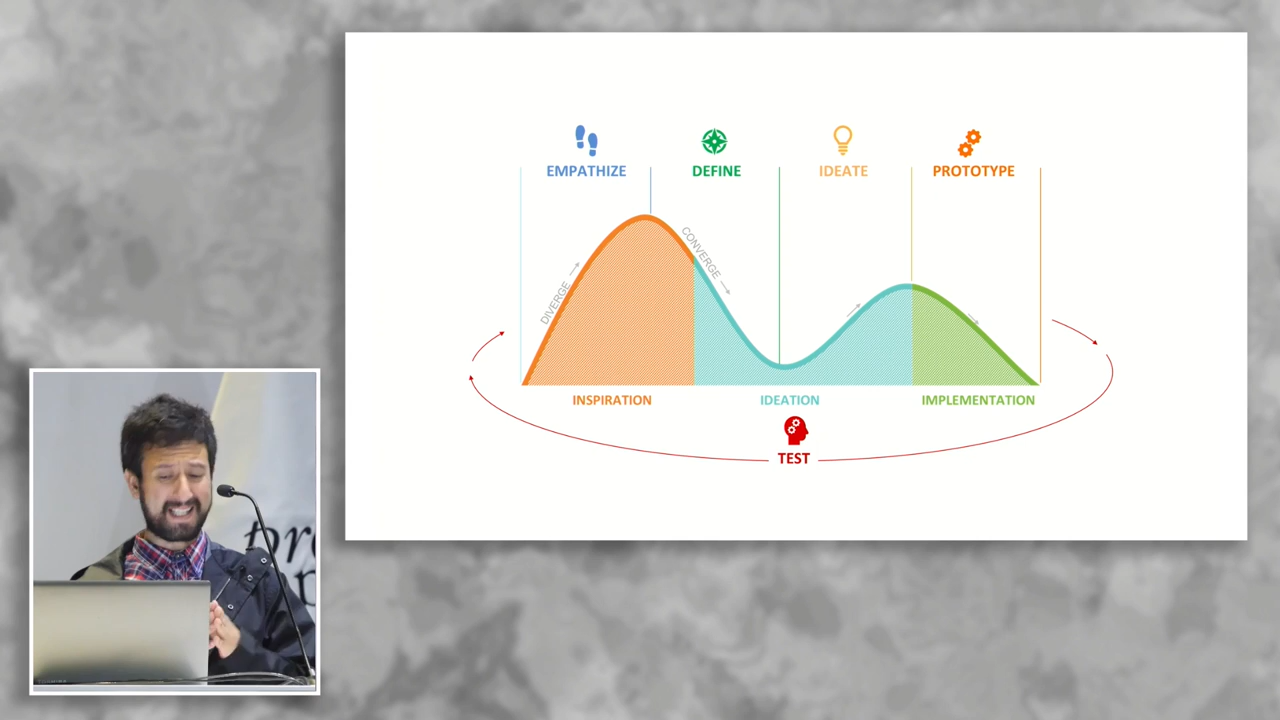 EMPATHIZE
DEFINE
IDEATE
PROTOTYPE
DIVERGE
CONVERGE
INSPIRATION
IDEATION
IMPLEMENTATION
TEST